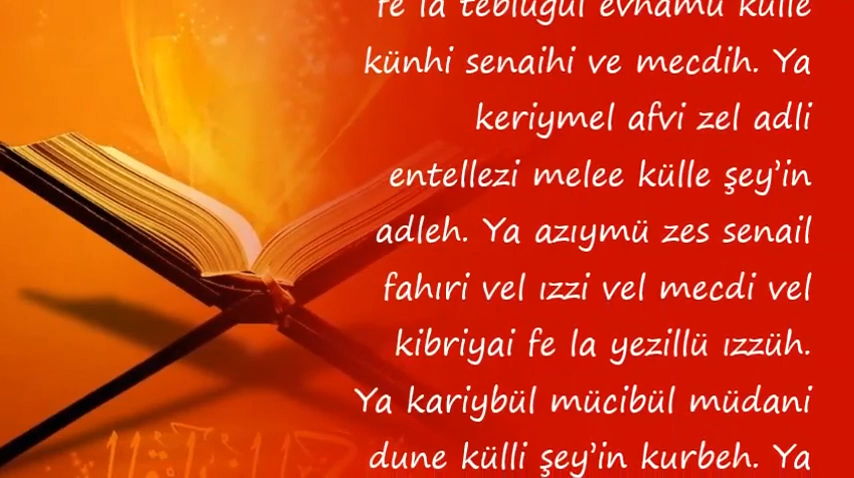 fe la teblügul evhamü külle
künhi senaihi ve mecdih. Ya
keriymel afvi zel adli
entellezi melee külle şey'in
adleh. Ya azıymü zes senail
fahıri vel ızzi vel mecdi vel
kibriyai fe la yezillü ızzüh.
Ya kariybül mücibül müdani
dune külli şey'in kurbeh. Ya